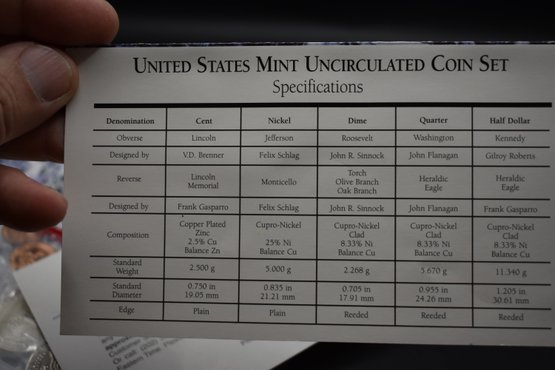 UNITED STATES MINT UNCIRCULATED COIN SET
Specifications
Denomination Cent Nickel Dime Quarter Half Dollar
Obverse Lincoln Jefferson Roosevelt Washington Kennedy
Designed by V.D. Brenner Felix Schlag John R. Sinnock John Flanagan Gilroy Roberts
Reverse Lincoln Memorial Monticello Torch Olive Branch Oak Branch Heraldic Eagle Heraldic Eagle
Designed by Frank Gasparro Felix Schlag John R. Sinnock John Flanagan Frank Gasparro
Composition Copper Plated Zinc 2.5% Cu Balance Zn Cupro-Nickel 25% Ni Balance Cu Cupro-Nickel Clad 8.33% Ni Balance Cu Cupro-Nickel Clad 8.33% Ni Balance Cu Cupro-Nickel Clad 8.33% Ni Balance Cu
Standard Weight 2.500 g 5.000 g 2.268 g 5.670 g 11.340 g
Standard Diameter 0.750 in 19.05 mm 0.835 in 21.21 mm 0.705 in 17.91 mm 0.955 in 24.26 mm 1.205 in 30.61 mm
Edge Plain Plain Reeded Reeded Reeded
Or call
Eastern Time